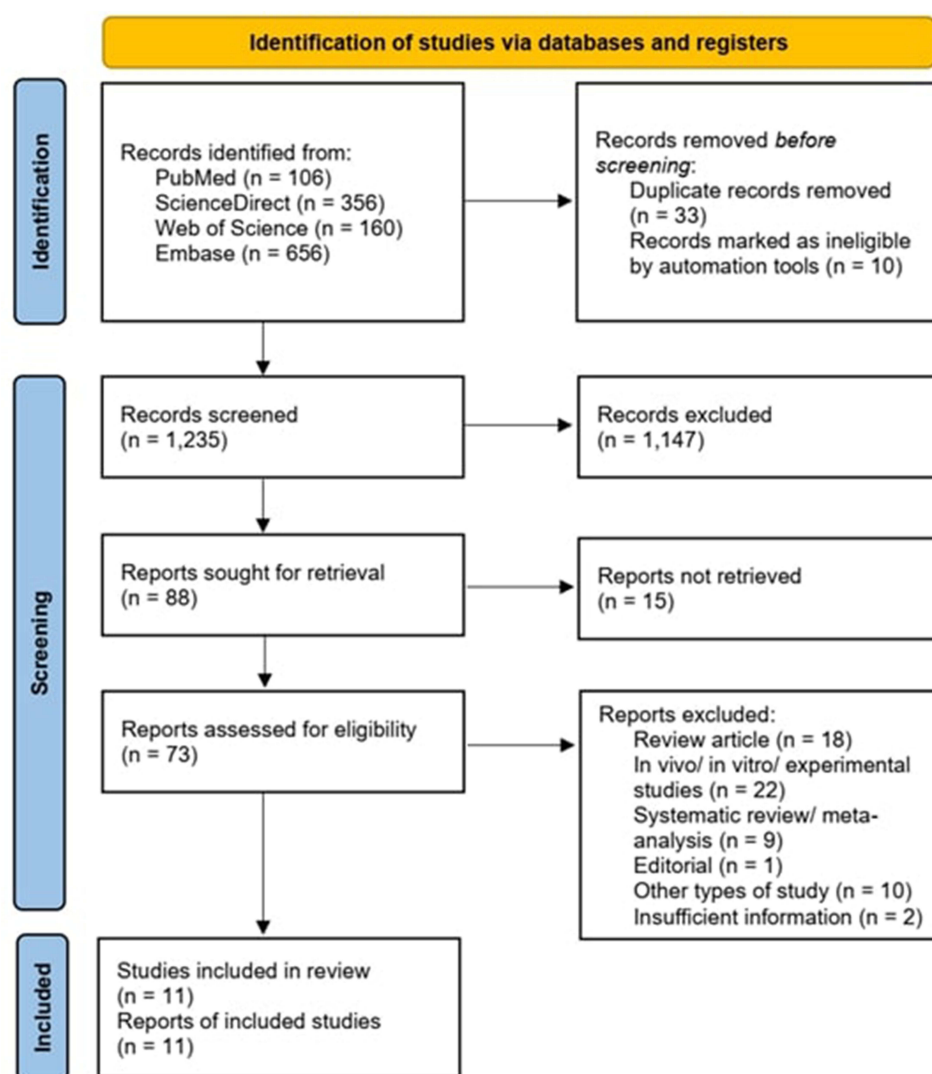 Identification of studies via databases and registers
Identification
Records identified from:
PubMed (n = 106)
ScienceDirect (n = 356)
Web of Science (n = 160)
Embase (n = 656)
Records removed before
screening:
Duplicate records removed
(n = 33)
Records marked as ineligible
by automation tools (n = 10)
Screening
Records screened
(n = 1,235)
Records excluded
(n = 1,147)
Reports sought for retrieval
(n = 88)
Reports not retrieved
(n = 15)
Reports assessed for eligibility
(n = 73)
Reports excluded:
Review article (n = 18)
In vivo/ in vitro/ experimental
studies (n = 22)
Systematic review/ meta-
analysis (n = 9)
Editorial (n = 1)
Other types of study (n = 10)
Insufficient information (n = 2)
Included
Studies included in review
(n = 11)
Reports of included studies
(n = 11)